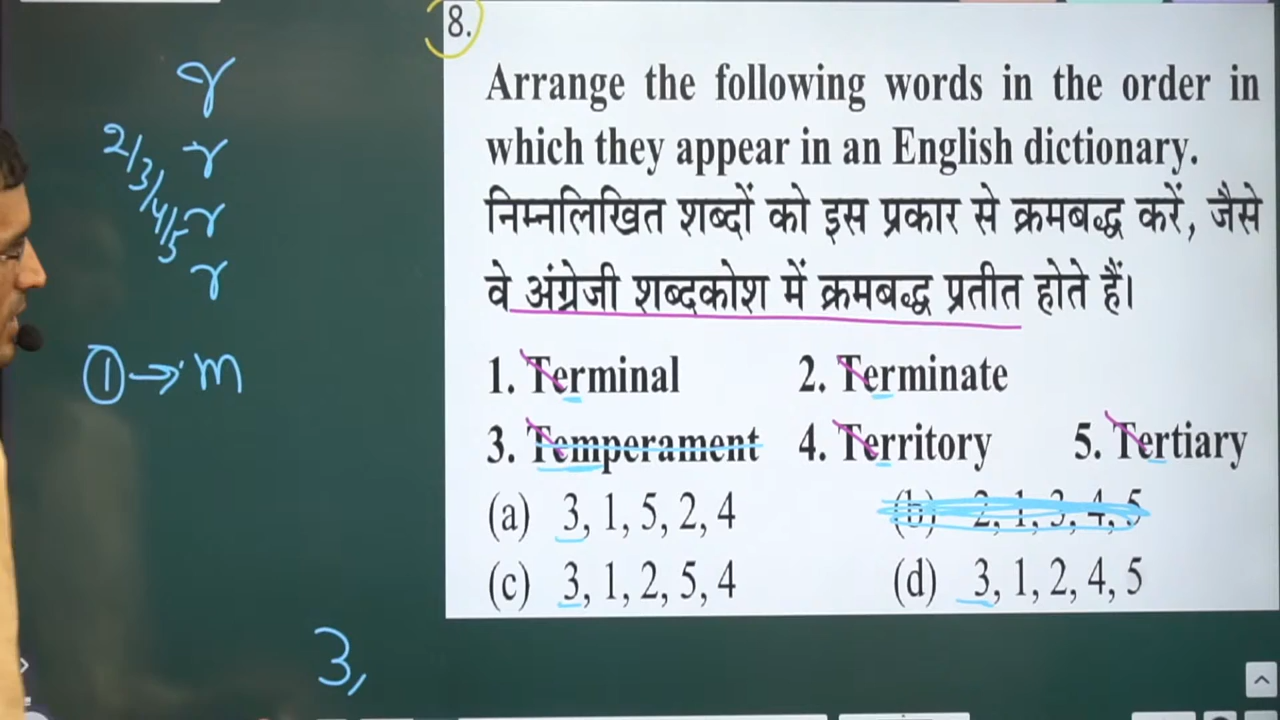 8.
Arrange the following words in the order in
which they appear in an English dictionary.
निम्नलिखित शब्दों को इस प्रकार से क्रमबद्ध करें, जैसे
वे अंग्रेजी शब्दकोश में क्रमबद्ध प्रतीत होते हैं।
1. Terminal 2. Terminate
3. Temperament 4. Territory 5. Tertiary
(a) 3, 1, 5, 2, 4 (b) 2, 1, 3, 4, 5
(c) 3, 1, 2, 5, 4 (d) 3, 1, 2, 4, 5
r
r
r
r
2/3/4/5
1 → m
3,